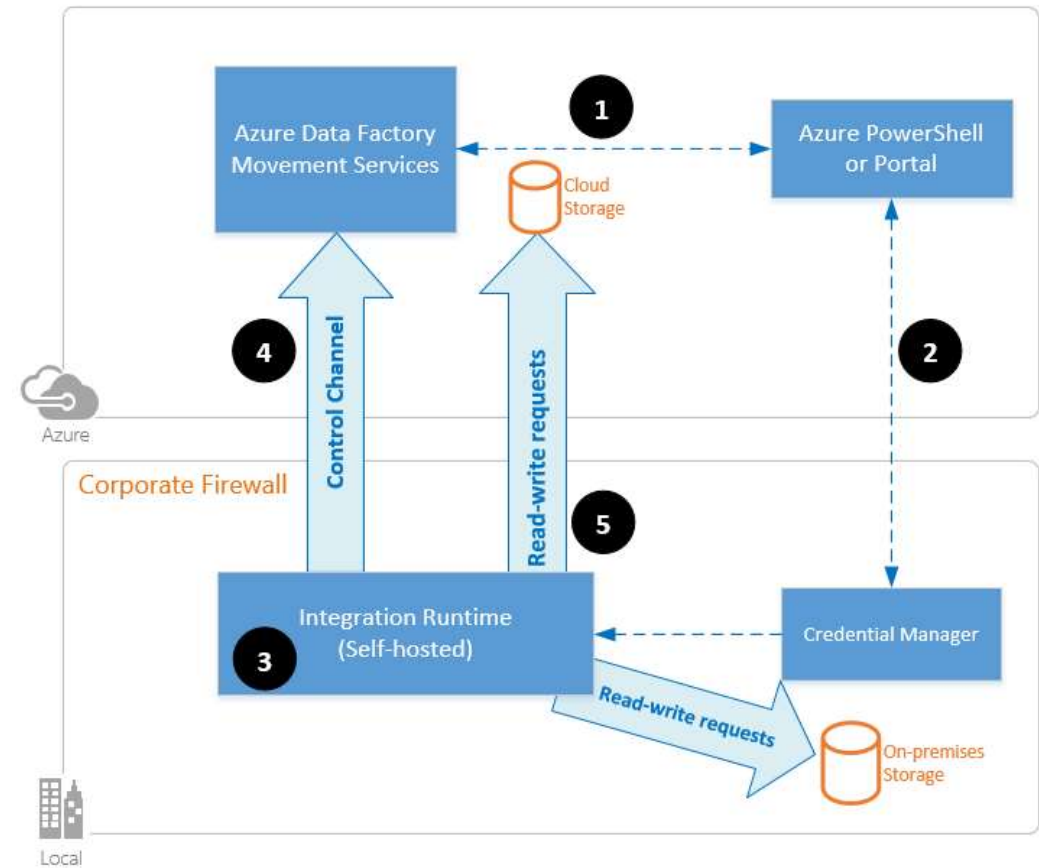 1
Azure Data Factory
Movement Services
Azure PowerShell
or Portal
Cloud
Storage
4
Control Channel
Read-write requests
2
Azure
Corporate Firewall
5
Integration Runtime
(Self-hosted)
3
Credential Manager
Read-write requests
On-premises
Storage
Local